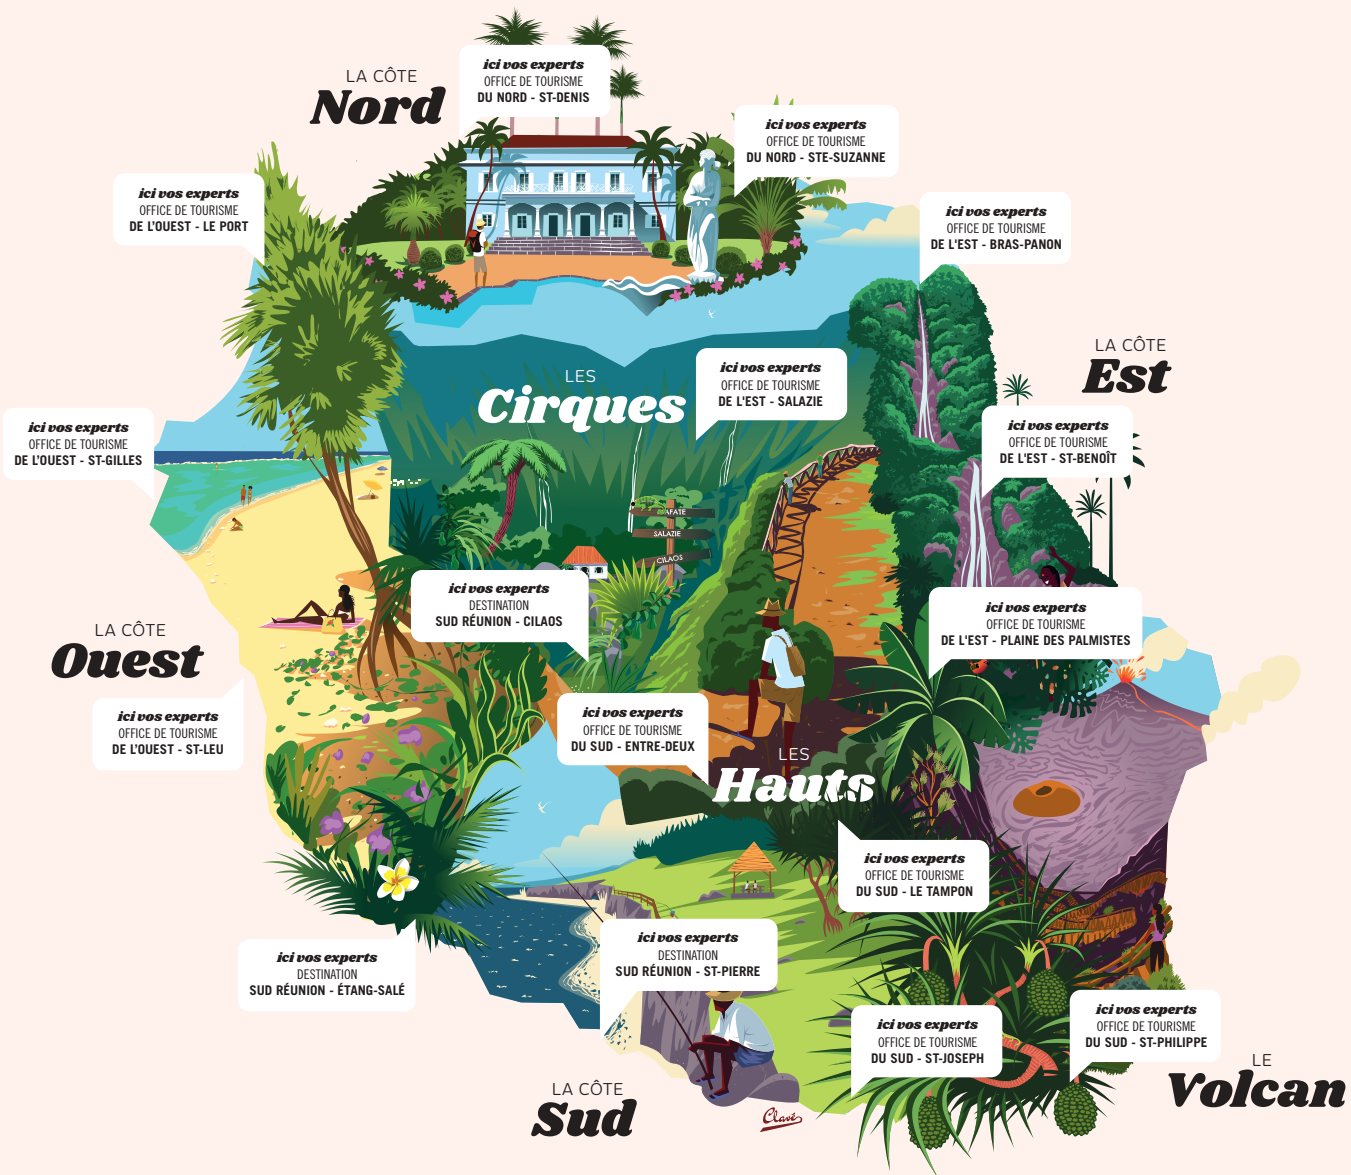 LA CÔTE
Nord
ici vos experts
OFFICE DE TOURISME
DU NORD - ST-DENIS
ici vos experts
OFFICE DE TOURISME
DU NORD - STE-SUZANNE
ici vos experts
OFFICE DE TOURISME
DE L'OUEST - LE PORT
ici vos experts
OFFICE DE TOURISME
DE L'EST - BRAS-PANON
LA CÔTE
Est
LES
Cirques
ici vos experts
OFFICE DE TOURISME
DE L'EST - SALAZIE
ici vos experts
OFFICE DE TOURISME
DE L'OUEST - ST-GILLES
ici vos experts
OFFICE DE TOURISME
DE L'EST - ST-BENOÎT
AFATE
SALAZIE
CILAOS
ici vos experts
DESTINATION
SUD RÉUNION - CILAOS
ici vos experts
OFFICE DE TOURISME
DE L'EST - PLAINE DES PALMISTES
LA CÔTE
Ouest
ici vos experts
OFFICE DE TOURISME
DE L'OUEST - ST-LEU
ici vos experts
OFFICE DE TOURISME
DU SUD - ENTRE-DEUX
LES
Hauts
ici vos experts
OFFICE DE TOURISME
DU SUD - LE TAMPON
ici vos experts
DESTINATION
SUD RÉUNION - ÉTANG-SALÉ
ici vos experts
DESTINATION
SUD RÉUNION - ST-PIERRE
ici vos experts
OFFICE DE TOURISME
DU SUD - ST-JOSEPH
ici vos experts
OFFICE DE TOURISME
DU SUD - ST-PHILIPPE
LE
Volcan
LA CÔTE
Sud
Clavé